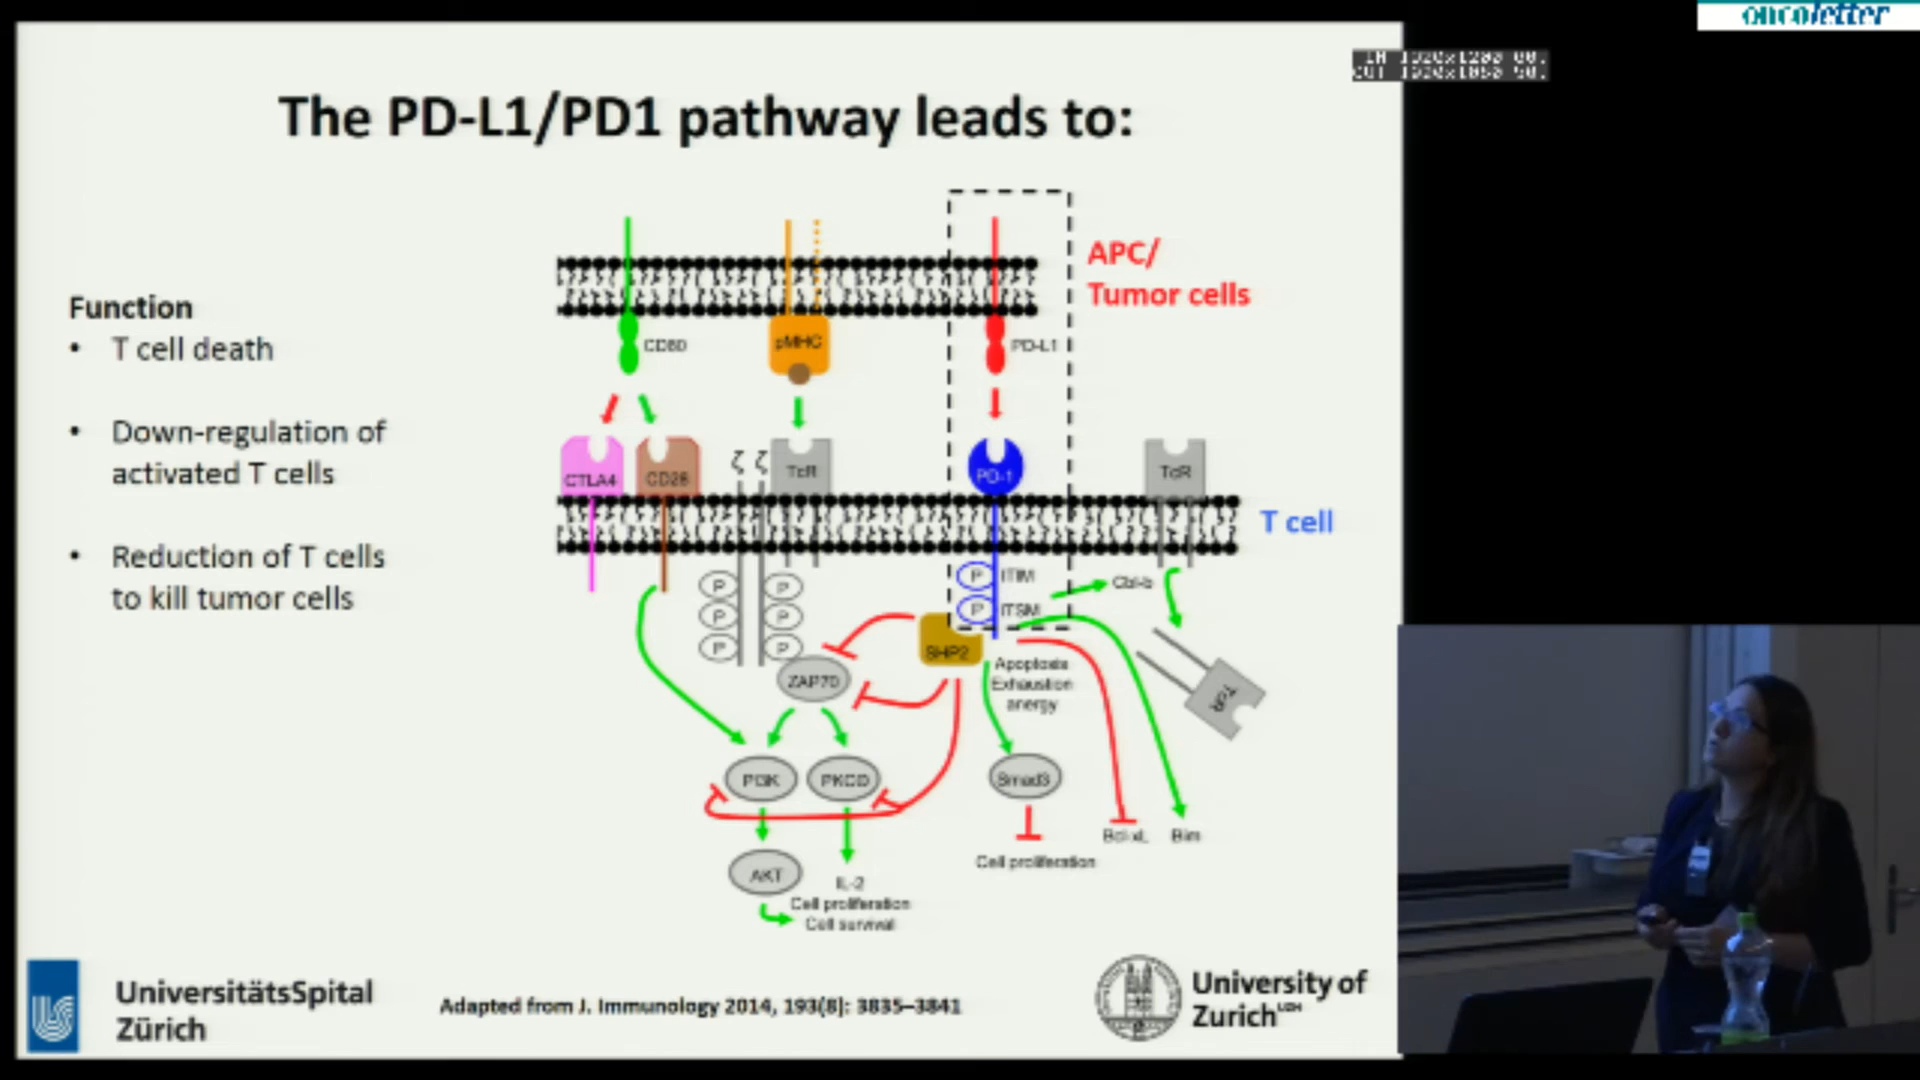 oncoletter
The PD-L1/PD1 pathway leads to:
APC/
Tumor cells
Function
• T cell death
• Down-regulation of
activated T cells
• Reduction of T cells
to kill tumor cells
CD80
pMHC
PD-L1
CTLA4
CD28
ζ ζ
TcR
PD-1
TcR
T cell
P P
P P
P P
P ITIM
P ITSM
Cbl-b
SHP2
ZAP70
Apoptosis
Exhaustion
anergy
TcR
PI3K
PKCΘ
Smad3
Bcl-xL
Bim
Cell proliferation
AKT
IL-2
Cell proliferation
Cell survival
UniversitätsSpital
Zürich
Adapted from J. Immunology 2014, 193(8): 3835–3841
University of
Zurich